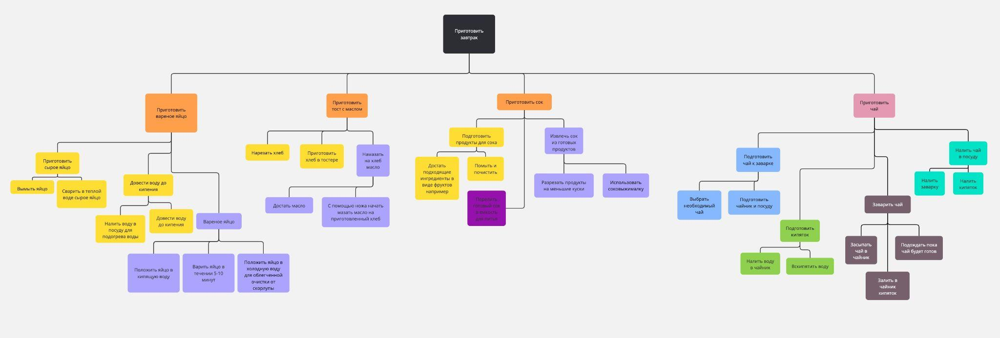 Приготовить
завтрак
Приготовить
вареное яйцо
Приготовить
тост с маслом
Приготовить сок
Приготовить
чай
Приготовить
сырое яйцо
Вымыть яйцо
Сварить в теплой
воде сырое яйцо
Довести воду до
кипения
Налить воду в
посуду для
подогрева воды
Довести воду
до кипения
Вареное яйцо
Положить яйцо в
кипящую воду
Варить яйцо в
течении 5-10
минут
Положить яйцо в
холодную воду
для облегченной
очистки от
скорлупы
Нарезать хлеб
Приготовить
хлеб в тостере
Намазать
на хлеб
масло
Достать масло
С помощью ножа начать
мазать масло на
приготовленный хлеб
Подготовить
продукты для сока
Достать
подходящие
ингредиенты в
виде фруктов
например
Помыть и
почистить
Перелить
готовый сок
в емкость
для питья
Извлечь сок
из готовых
продуктов
Разрезать продукты
на меньшие куски
Использовать
соковыжималку
Подготовить
чай к заварке
Выбрать
необходимый
чай
Подготовить
чайник и посуду
Подготовить
кипяток
Налить воду
в чайник
Вскипятить воду
Заварить чай
Засыпать
чай в
чайник
Залить в
чайник
кипяток
Подождать пока
чай будет готов
Налить чай
в посуду
Налить
заварку
Налить
кипяток